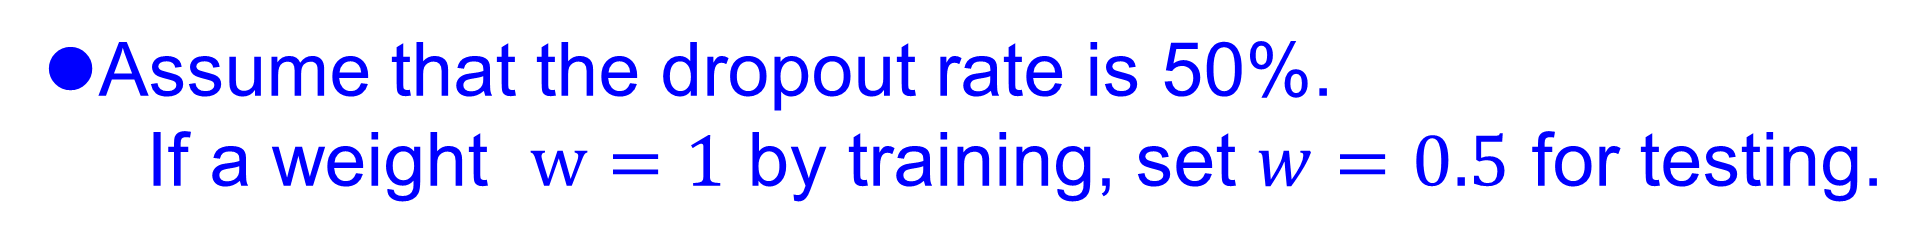 ●Assume that the dropout rate is 50%.
If a weight w = 1 by training, set 𝑤 = 0.5 for testing.